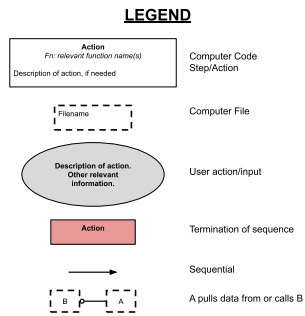 LEGEND
Action
Fn: relevant function name(s)
Description of action, if needed
Computer Code
Step/Action
Filename
Computer File
Description of action.
Other relevant
information.
User action/input
Action
Termination of sequence
Sequential
B
A
A pulls data from or calls B